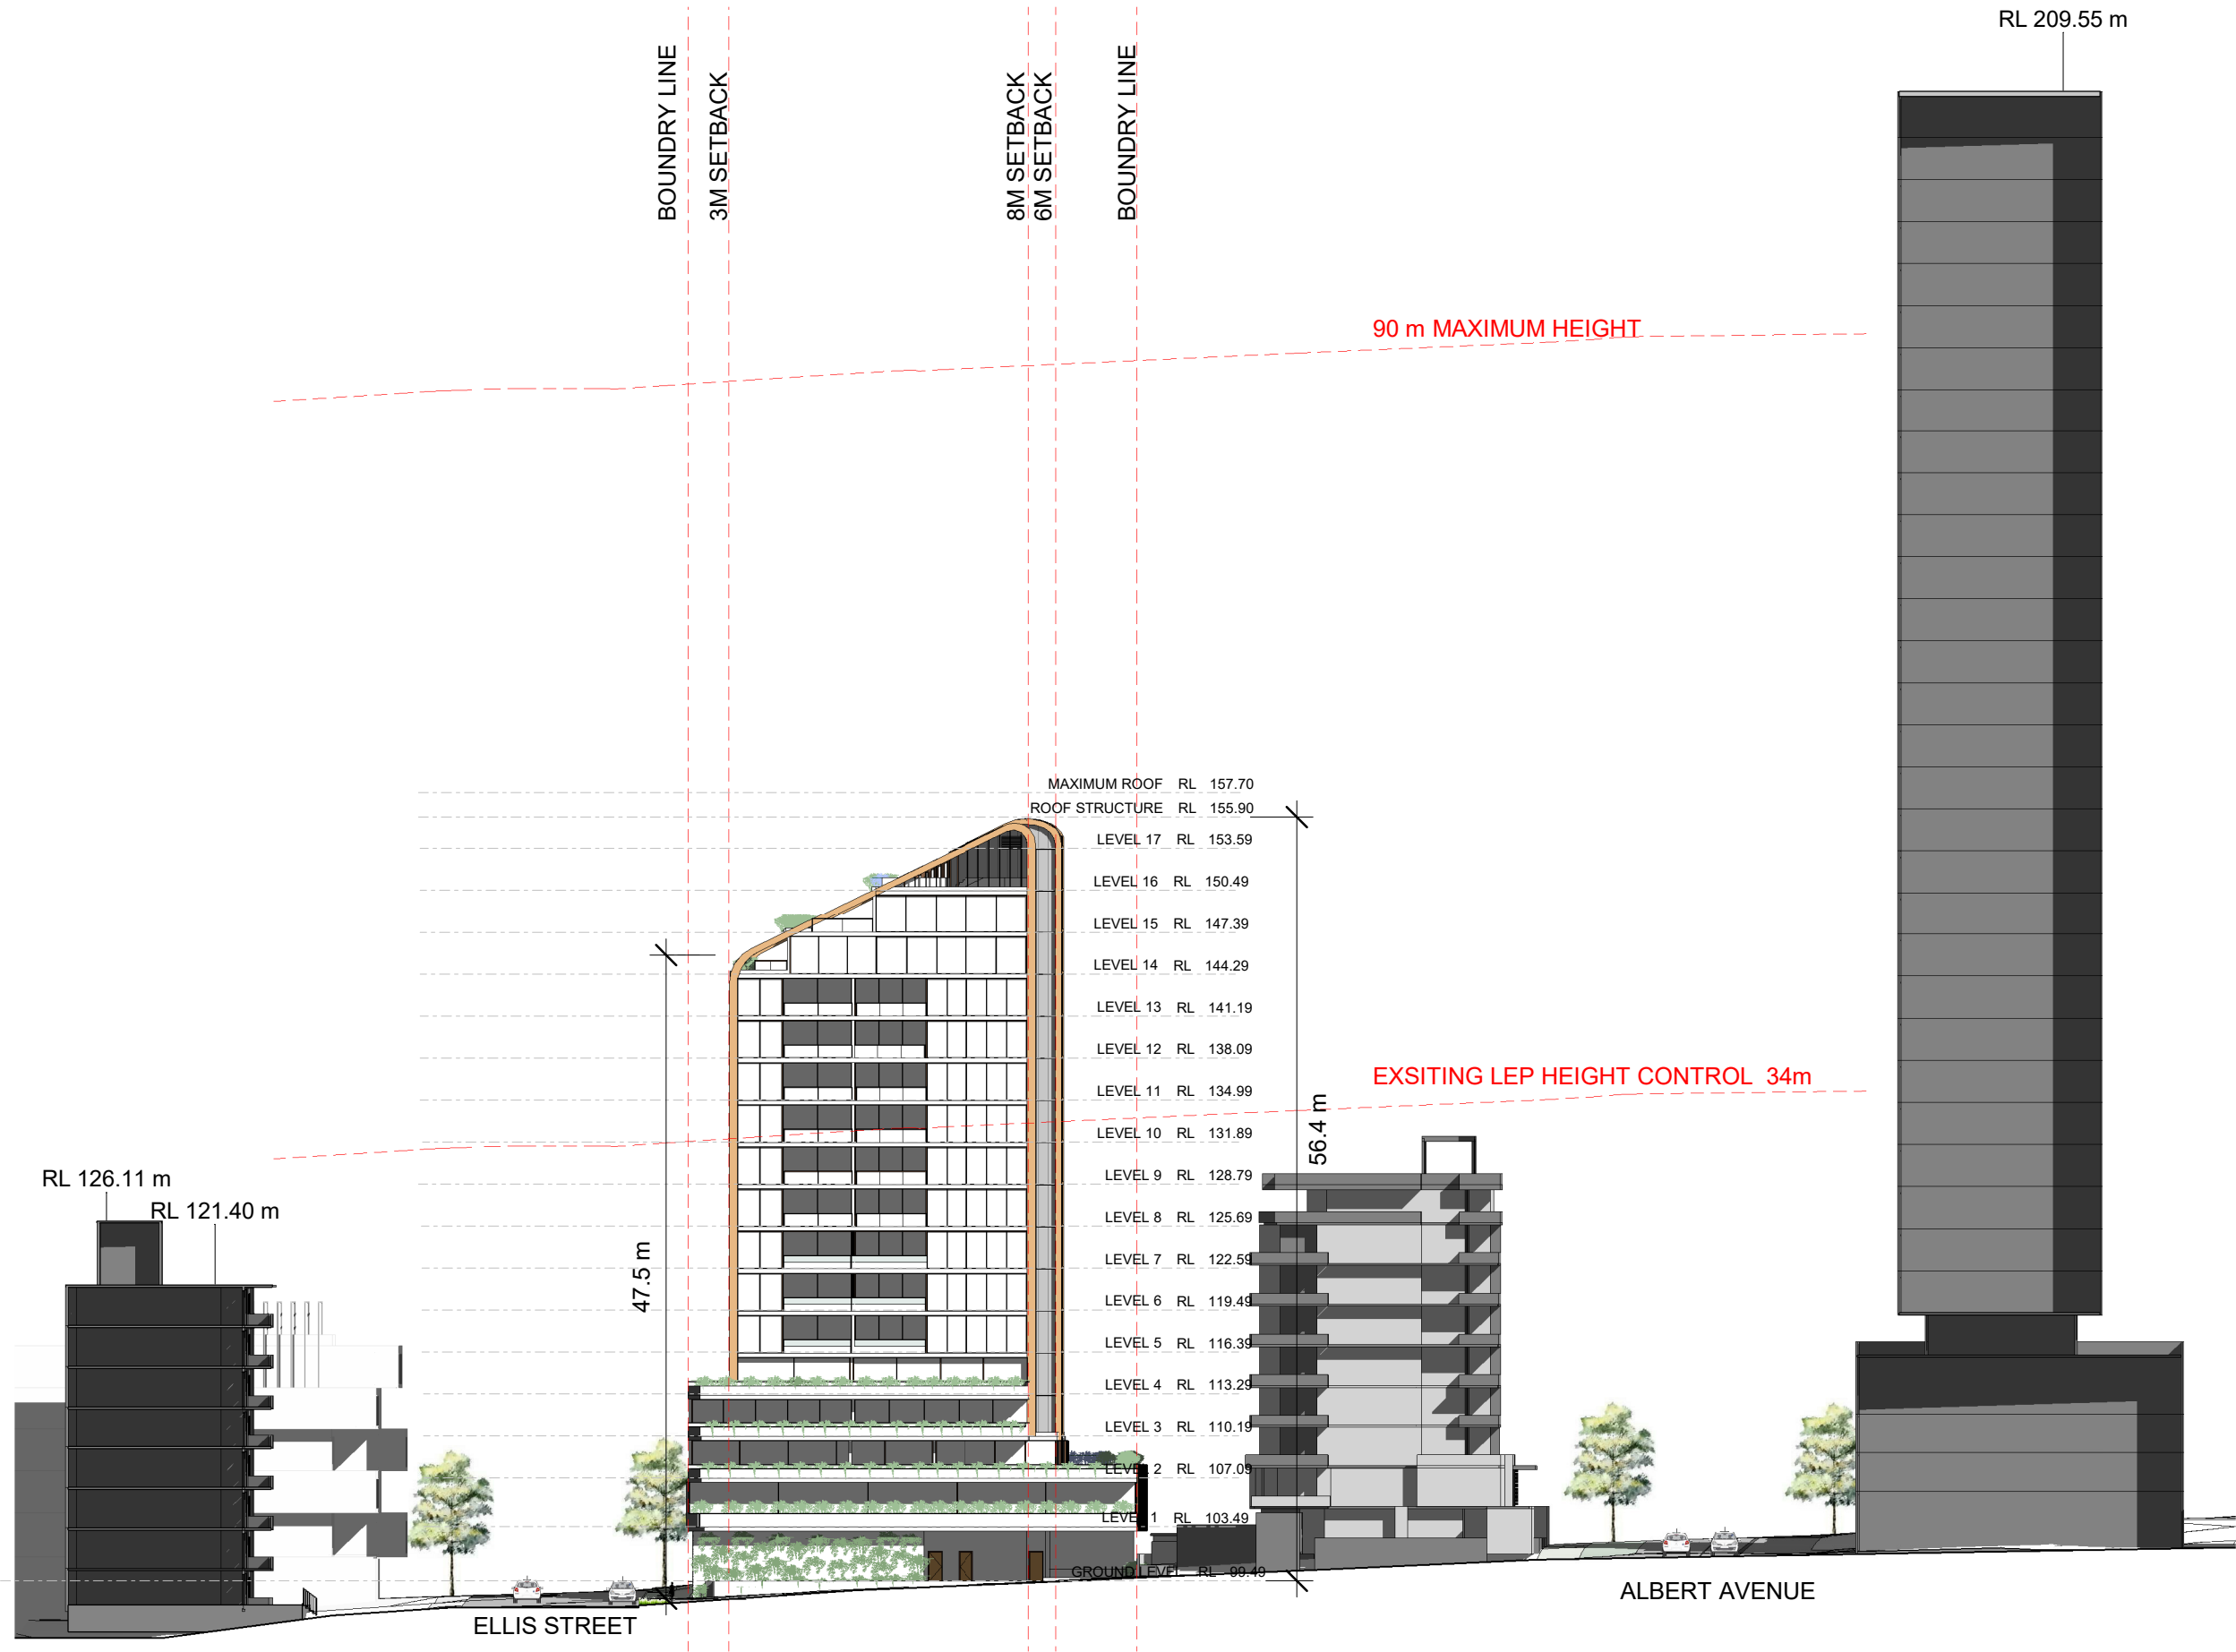 RL 209.55 m
BOUNDRY LINE
3M SETBACK
8M SETBACK
6M SETBACK
BOUNDRY LINE
90 m MAXIMUM HEIGHT
MAXIMUM ROOF RL 157.70
ROOF STRUCTURE RL 155.90
LEVEL 17 RL 153.59
LEVEL 16 RL 150.49
LEVEL 15 RL 147.39
LEVEL 14 RL 144.29
LEVEL 13 RL 141.19
LEVEL 12 RL 138.09
LEVEL 11 RL 134.99
EXSITING LEP HEIGHT CONTROL 34m
LEVEL 10 RL 131.89
56.4 m
LEVEL 9 RL 128.79
RL 126.11 m
RL 121.40 m
LEVEL 8 RL 125.69
LEVEL 7 RL 122.59
47.5 m
LEVEL 6 RL 119.49
LEVEL 5 RL 116.39
LEVEL 4 RL 113.29
LEVEL 3 RL 110.19
LEVEL 2 RL 107.09
LEVEL 1 RL 103.49
GROUND LEVEL RL 99.49
ALBERT AVENUE
ELLIS STREET